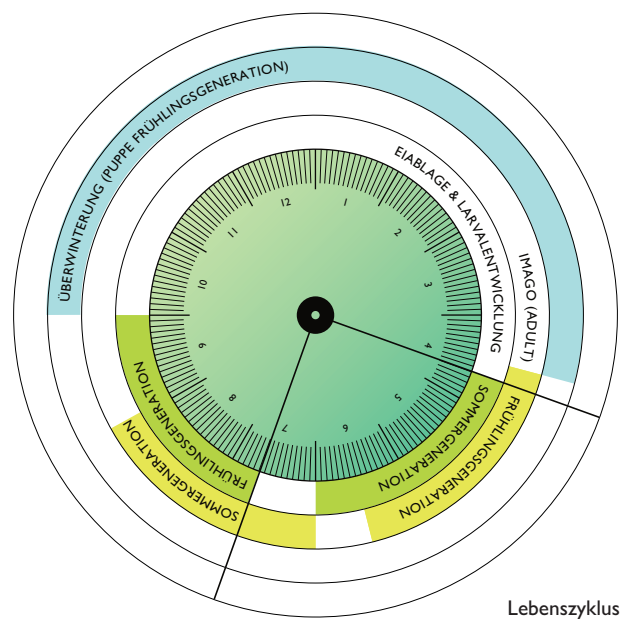 ÜBERWINTERUNG (PUPPE FRÜHLINGSGENERATION)
EIABLAGE & LARVALENTWICKLUNG
IMAGO (ADULT)
12
1
2
3
4
5
6
7
8
9
10
11
SOMMERGENERATION
FRÜHLINGSGENERATION
FRÜHLINGSGENERATION
SOMMERGENERATION
Lebenszyklus